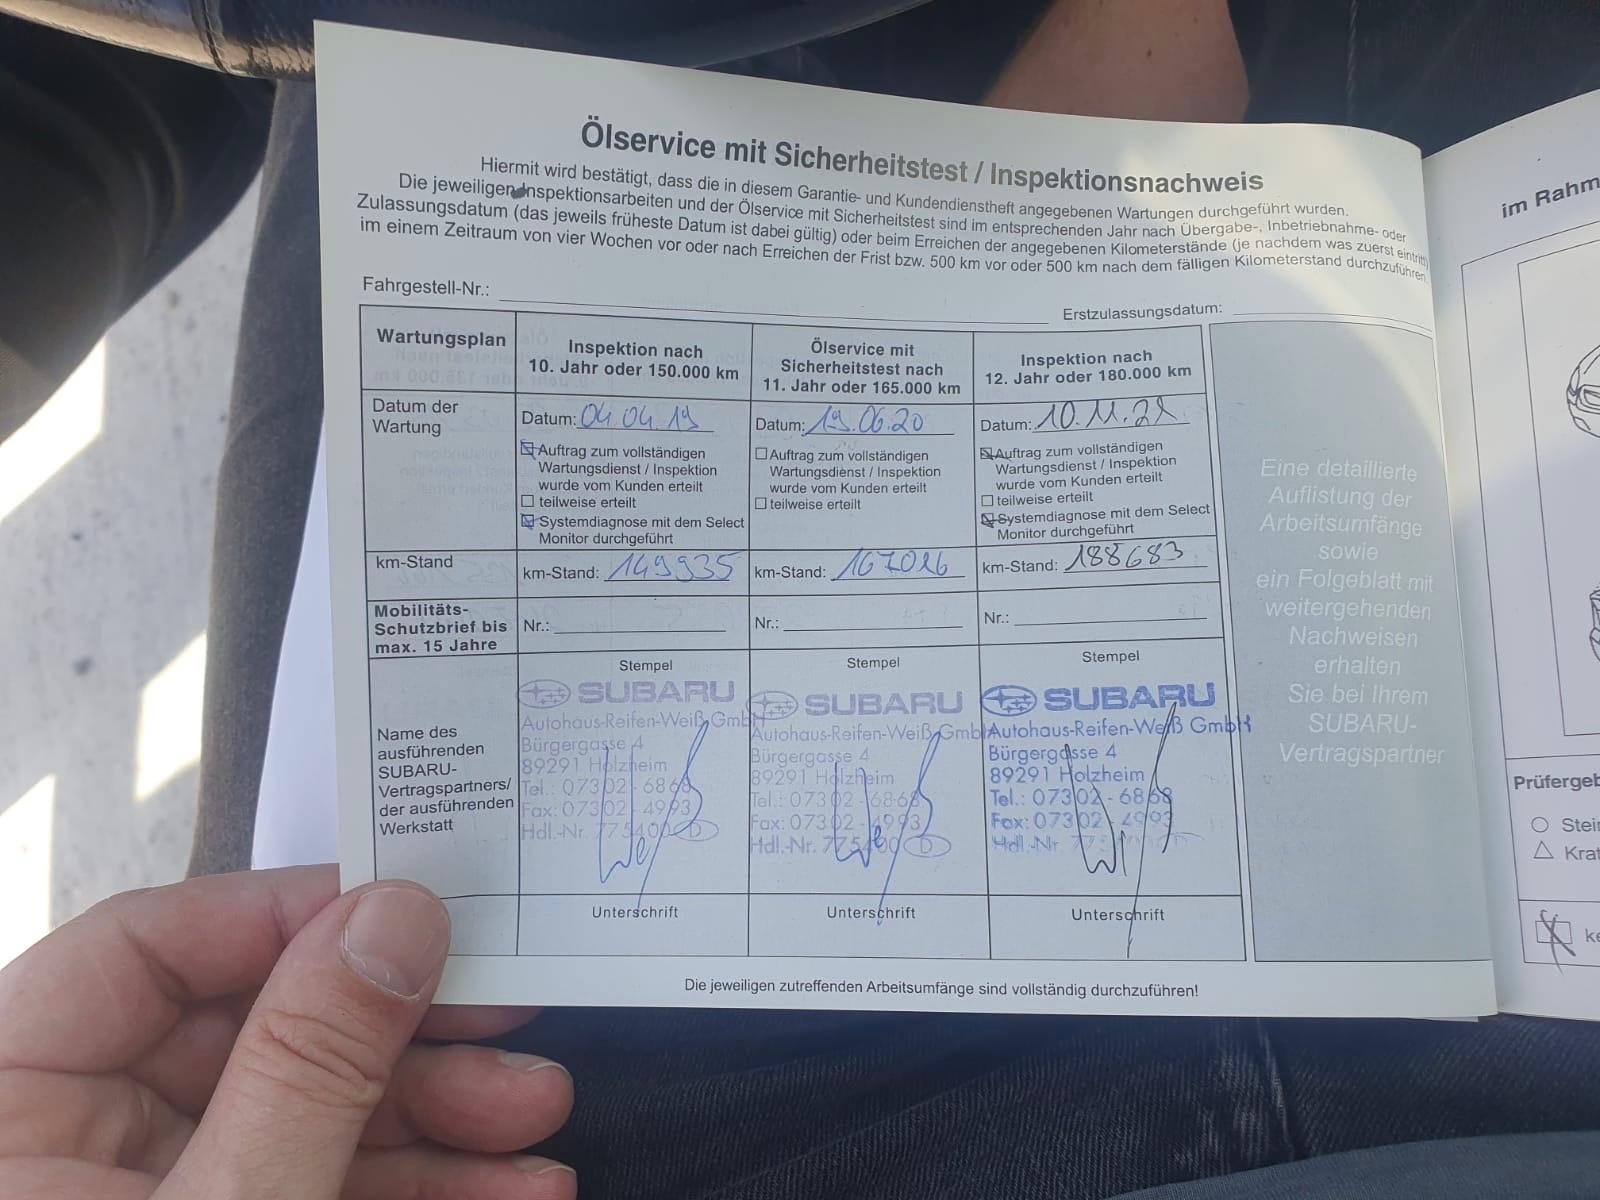 Ölservice mit Sicherheitstest / Inspektionsnachweis
Hiermit wird bestätigt, dass die in diesem Garantie- und Kundendienstheft angegebenen Wartungen durchgeführt wurden.
Die jeweiligen Inspektionsarbeiten und der Ölservice mit Sicherheitstest sind im entsprechenden Jahr nach Übergabe-, Inbetriebnahme- oder
Zulassungsdatum (das jeweils früheste Datum ist dabei gültig) oder beim Erreichen der angegebenen Kilometerstände (je nachdem was zuerst eintritt)
im einem Zeitraum von vier Wochen vor oder nach Erreichen der Frist bzw. 500 km vor oder 500 km nach dem fälligen Kilometerstand durchzuführen.
Fahrgestell-Nr.:
Erstzulassungsdatum:
Wartungsplan
Inspektion nach
10. Jahr oder 150.000 km
Ölservice mit
Sicherheitstest nach
11. Jahr oder 165.000 km
Inspektion nach
12. Jahr oder 180.000 km
Datum der
Wartung
Datum: 04.04.19
Auftrag zum vollständigen
Wartungsdienst / Inspektion
wurde vom Kunden erteilt
teilweise erteilt
Systemdiagnose mit dem Select
Monitor durchgeführt
Datum: 19.06.20
Auftrag zum vollständigen
Wartungsdienst / Inspektion
wurde vom Kunden erteilt
teilweise erteilt
Datum: 10.11.21
Auftrag zum vollständigen
Wartungsdienst / Inspektion
wurde vom Kunden erteilt
teilweise erteilt
Systemdiagnose mit dem Select
Monitor durchgeführt
km-Stand
km-Stand: 149935
km-Stand: 167026
km-Stand: 188683
Mobilitäts-
Schutzbrief bis
max. 15 Jahre
Nr.:
Nr.:
Nr.:
Name des
ausführenden
SUBARU-
Vertragspartners/
der ausführenden
Werkstatt
Stempel
SUBARU
Autohaus-Reifen-Weiß GmbH
Bürgergasse 4
89291 Holzheim
Tel.: 07302 - 6868
Fax: 07302 - 4993
Hdl.-Nr. 775400 D
Unterschrift
Stempel
SUBARU
Autohaus-Reifen-Weiß GmbH
Bürgergasse 4
89291 Holzheim
Tel.: 07302 - 6868
Fax: 07302 - 4993
Hdl.-Nr. 775400 D
Unterschrift
Stempel
SUBARU
Autohaus-Reifen-Weiß GmbH
Bürgergasse 4
89291 Holzheim
Tel.: 07302 - 6868
Fax: 07302 - 4993
Hdl.-Nr.
Unterschrift
Eine detaillierte
Auflistung der
Arbeitsumfänge
sowie
ein Folgeblatt mit
weitergehenden
Nachweisen
erhalten
Sie bei Ihrem
SUBARU-
Vertragspartner
Die jeweiligen zutreffenden Arbeitsumfänge sind vollständig durchzuführen!
im Rahm
Prüfergeb
Stein
Krat
ke